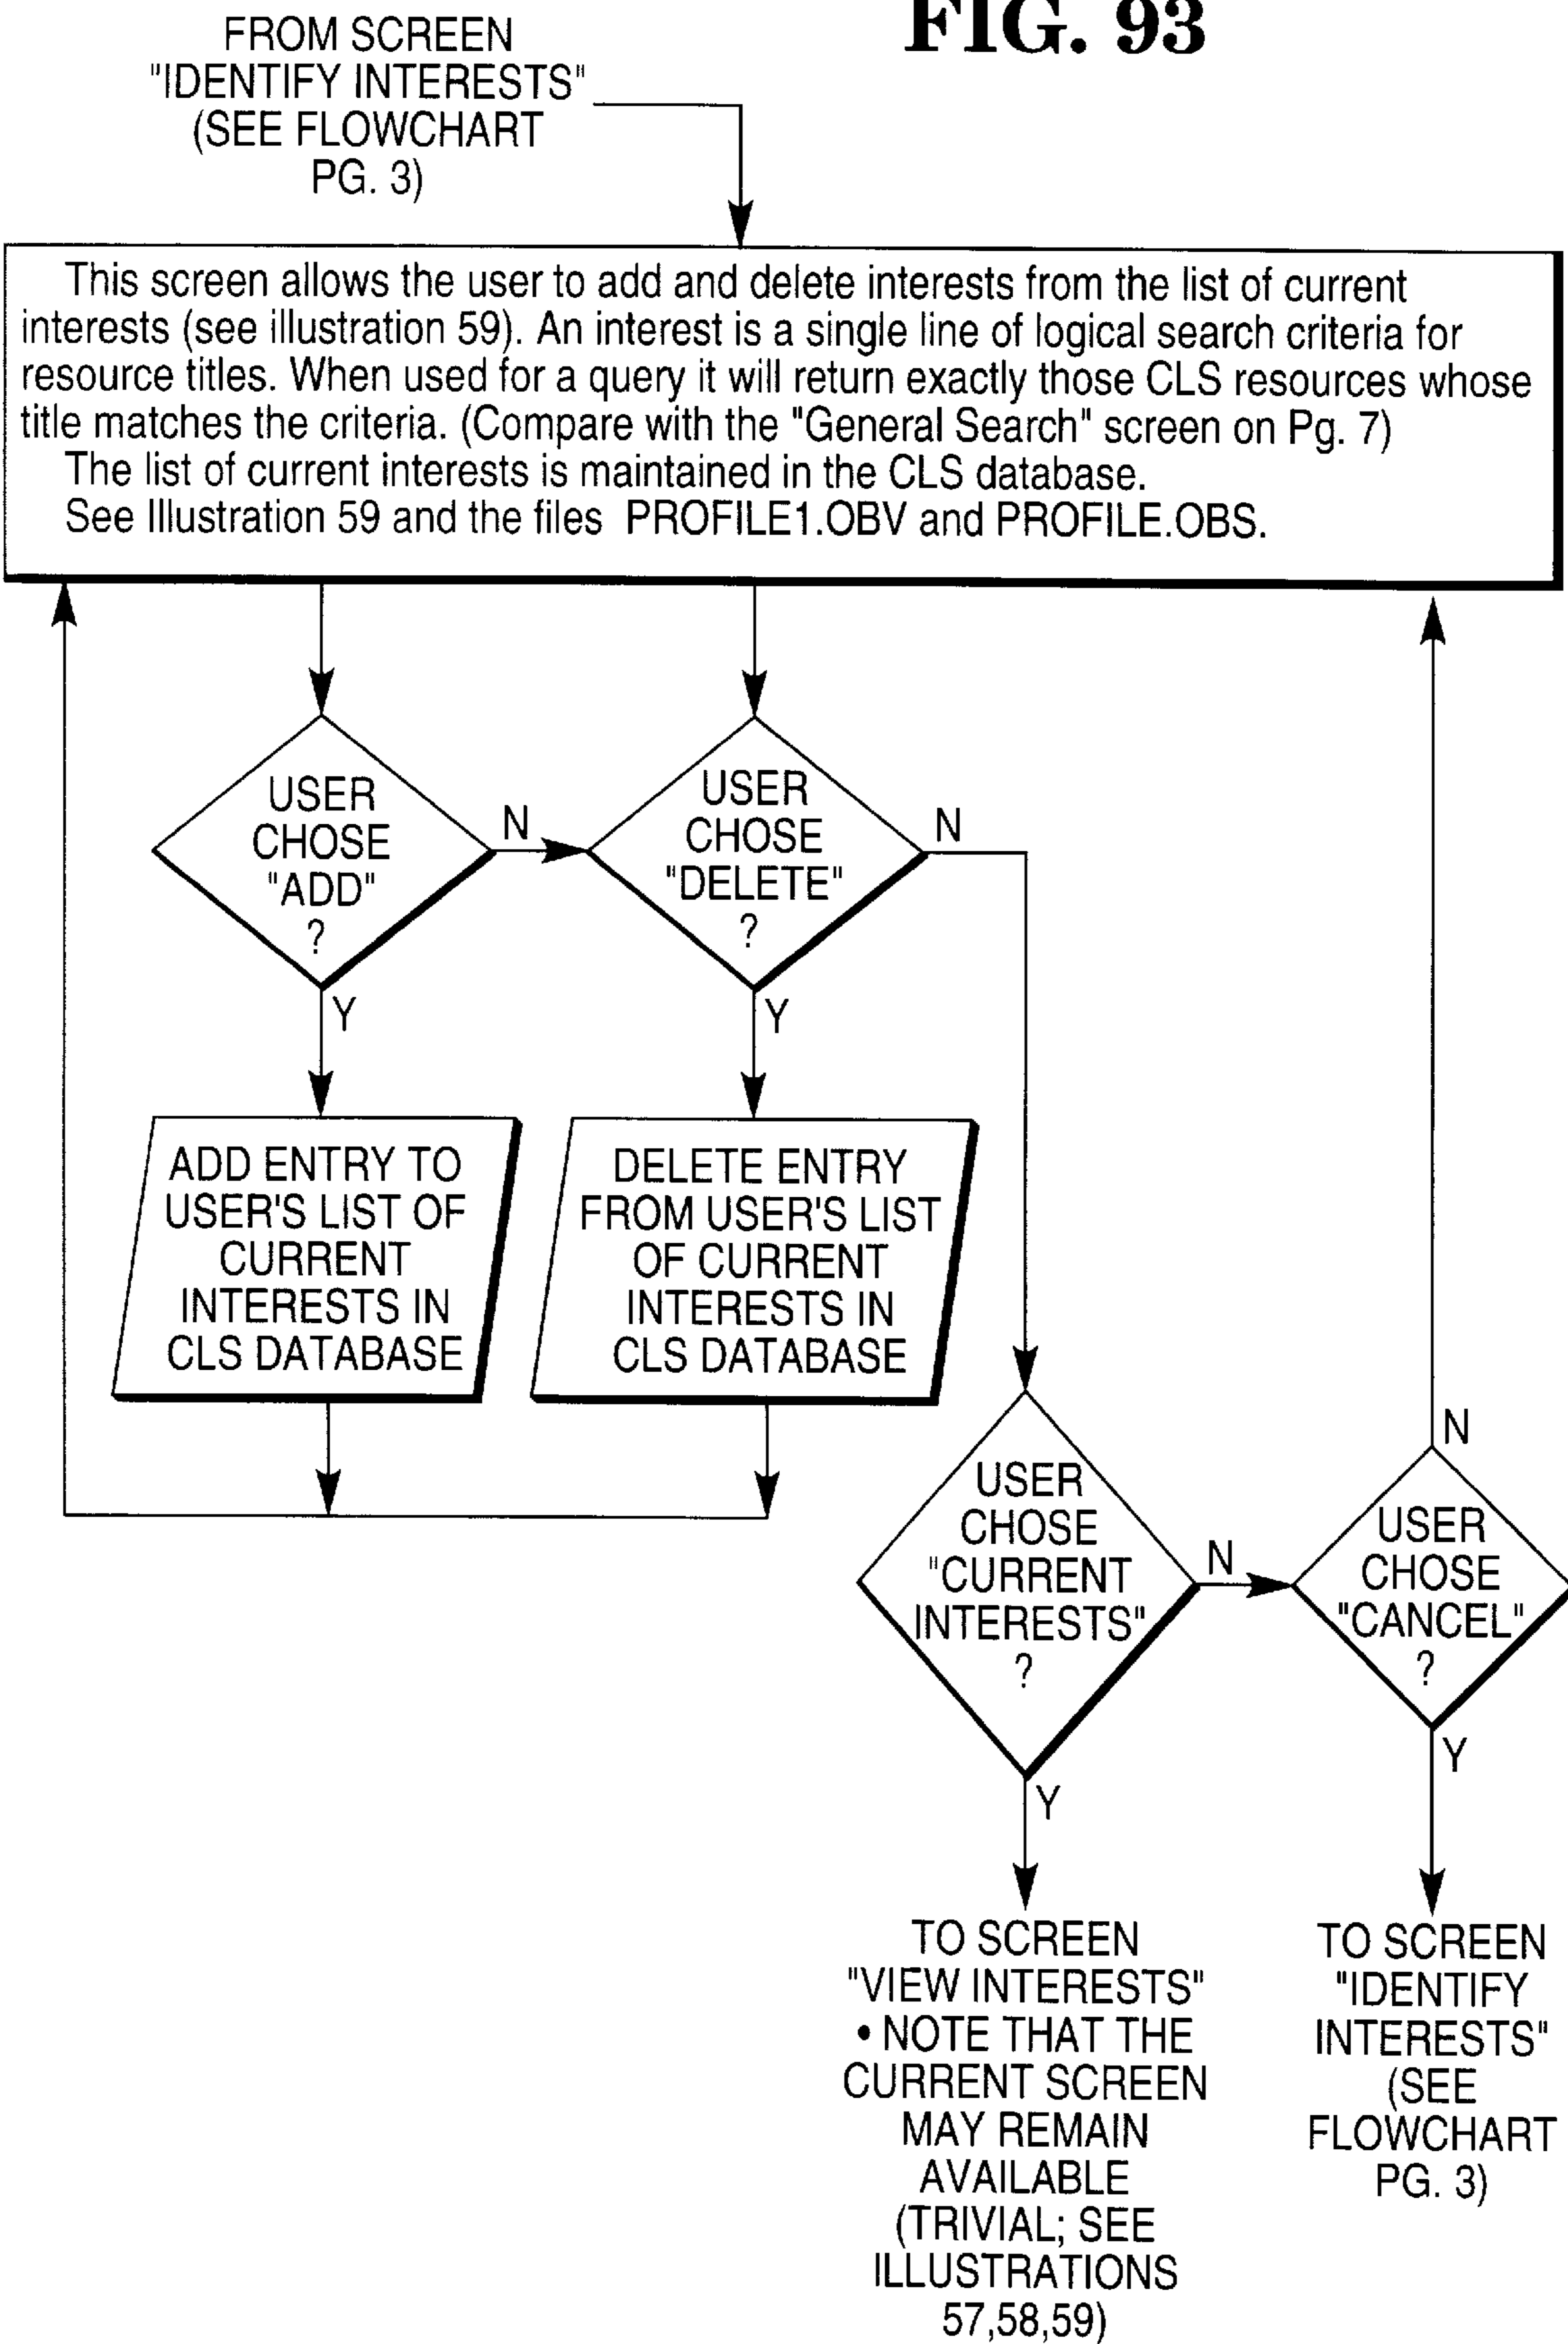 FIG. 93
FROM SCREEN
"IDENTIFY INTERESTS"
(SEE FLOWCHART
PG. 3)
This screen allows the user to add and delete interests from the list of current
interests (see illustration 59). An interest is a single line of logical search criteria for
resource titles. When used for a query it will return exactly those CLS resources whose
title matches the criteria. (Compare with the "General Search" screen on Pg. 7)
The list of current interests is maintained in the CLS database.
See Illustration 59 and the files PROFILE1.OBV and PROFILE.OBS.
USER
CHOSE
"ADD"
?
N
Y
USER
CHOSE
"DELETE"
?
N
Y
ADD ENTRY TO
USER'S LIST OF
CURRENT
INTERESTS IN
CLS DATABASE
DELETE ENTRY
FROM USER'S LIST
OF CURRENT
INTERESTS IN
CLS DATABASE
USER
CHOSE
"CURRENT
INTERESTS"
?
N
Y
USER
CHOSE
"CANCEL"
?
N
Y
TO SCREEN
"VIEW INTERESTS"
• NOTE THAT THE
CURRENT SCREEN
MAY REMAIN
AVAILABLE
(TRIVIAL; SEE
ILLUSTRATIONS
57,58,59)
TO SCREEN
"IDENTIFY
INTERESTS"
(SEE
FLOWCHART
PG. 3)